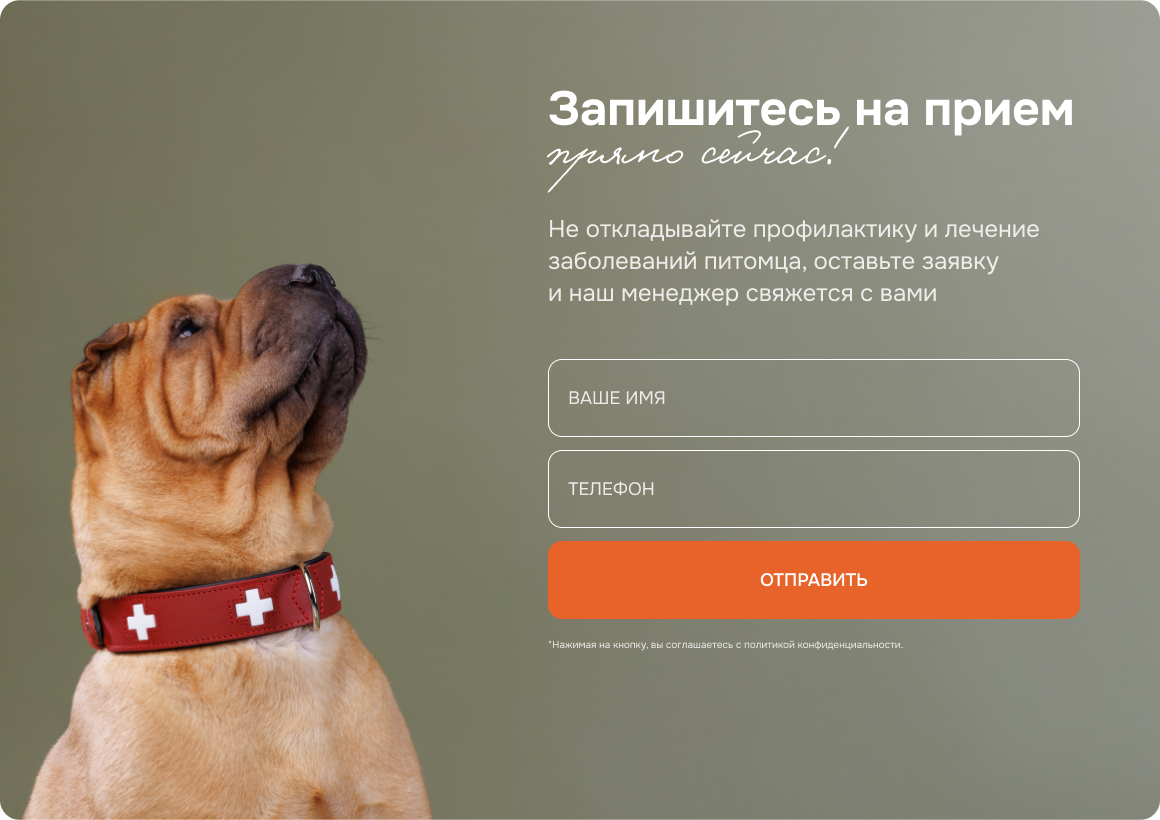 Запишитесь на прием
прямо сейчас!
Не откладывайте профилактику и лечение
заболеваний питомца, оставьте заявку
и наш менеджер свяжется с вами
ВАШЕ ИМЯ
ТЕЛЕФОН
ОТПРАВИТЬ
*Нажимая на кнопку, вы соглашаетесь с политикой конфиденциальности.